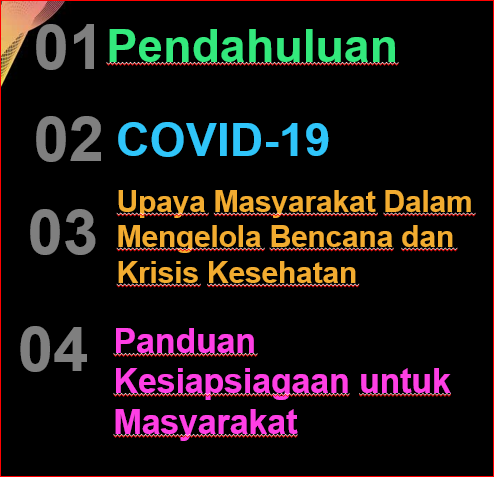 01 Pendahuluan
02 COVID-19
03 Upaya Masyarakat Dalam
Mengelola Bencana dan
Krisis Kesehatan
04 Panduan
Kesiapsiagaan untuk
Masyarakat